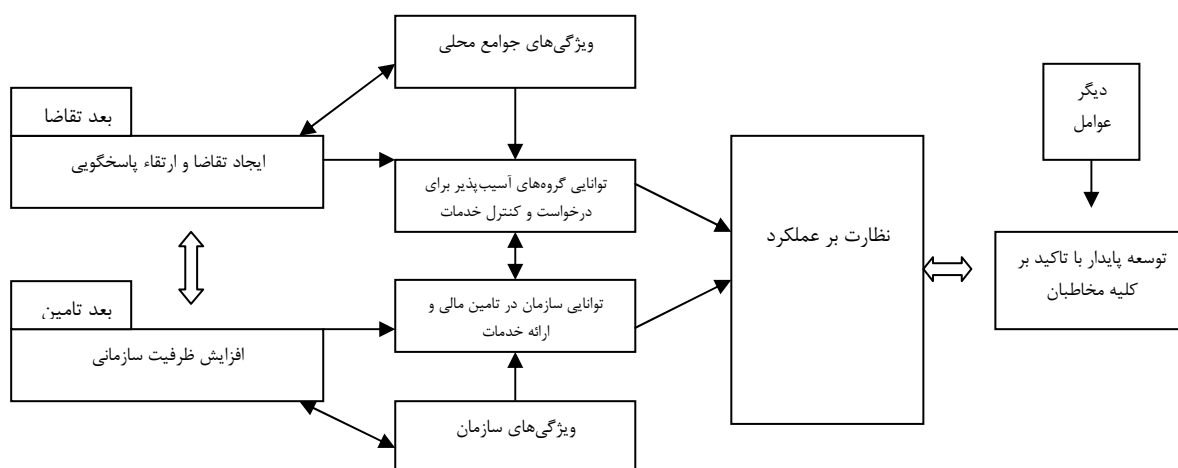 ویژگی‌های جوامع محلی
بعد تقاضا
ایجاد تقاضا و ارتقاء پاسخگویی
توانایی گروه‌های آسیب‌پذیر برای
درخواست و کنترل خدمات
دیگر
عوامل
نظارت بر عملکرد
توسعه پایدار با تاکید بر
کلیه مخاطبان
بعد تامین
افزایش ظرفیت سازمانی
توانایی سازمان در تامین مالی و
ارائه خدمات
ویژگی‌های سازمان